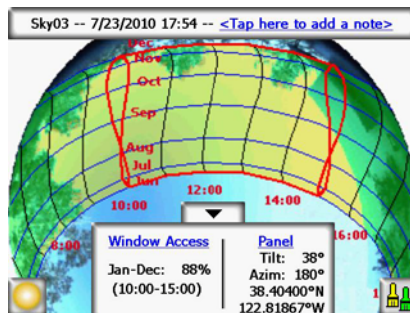 Sky03 -- 7/23/2010 17:54 -- <Tap here to add a note>
Dec
Nov
Oct
Sep
Aug
Jul
Jun
8:00
10:00
12:00
14:00
16:00
Window Access
Jan-Dec: 88%
(10:00-15:00)
Panel
Tilt: 38°
Azim: 180°
38.40400°N
122.81867°W